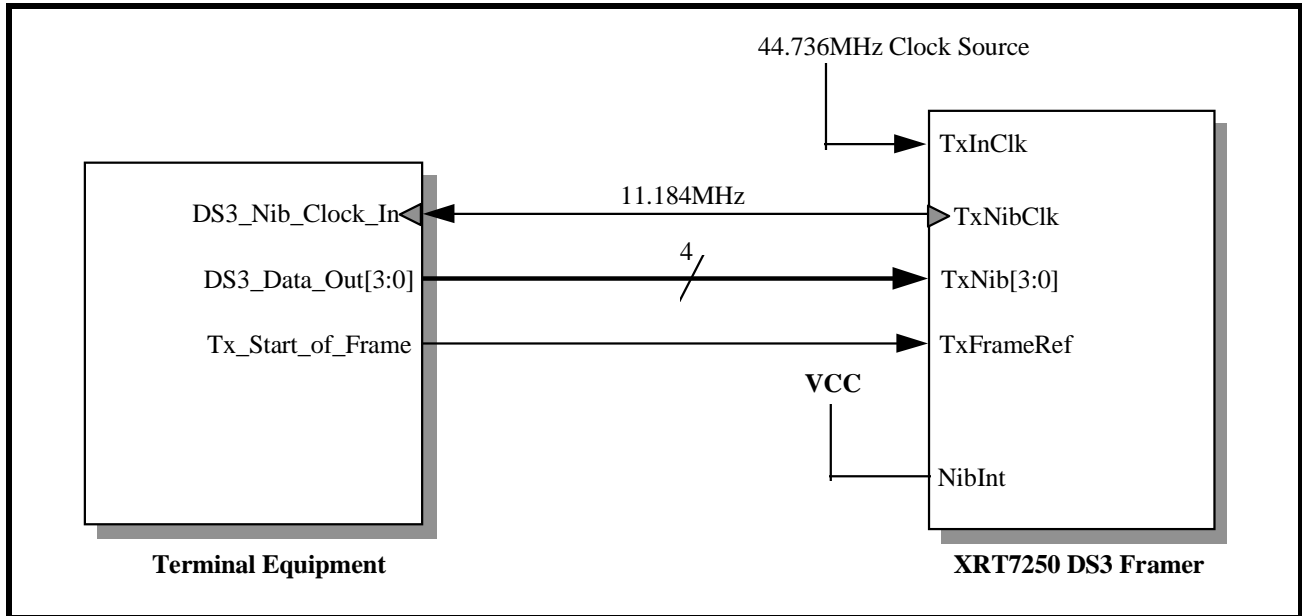 44.736MHz Clock Source
TxInClk
DS3_Nib_Clock_In
11.184MHz
TxNibClk
DS3_Data_Out[3:0]
4
TxNib[3:0]
Tx_Start_of_Frame
TxFrameRef
VCC
NibInt
Terminal Equipment
XRT7250 DS3 Framer